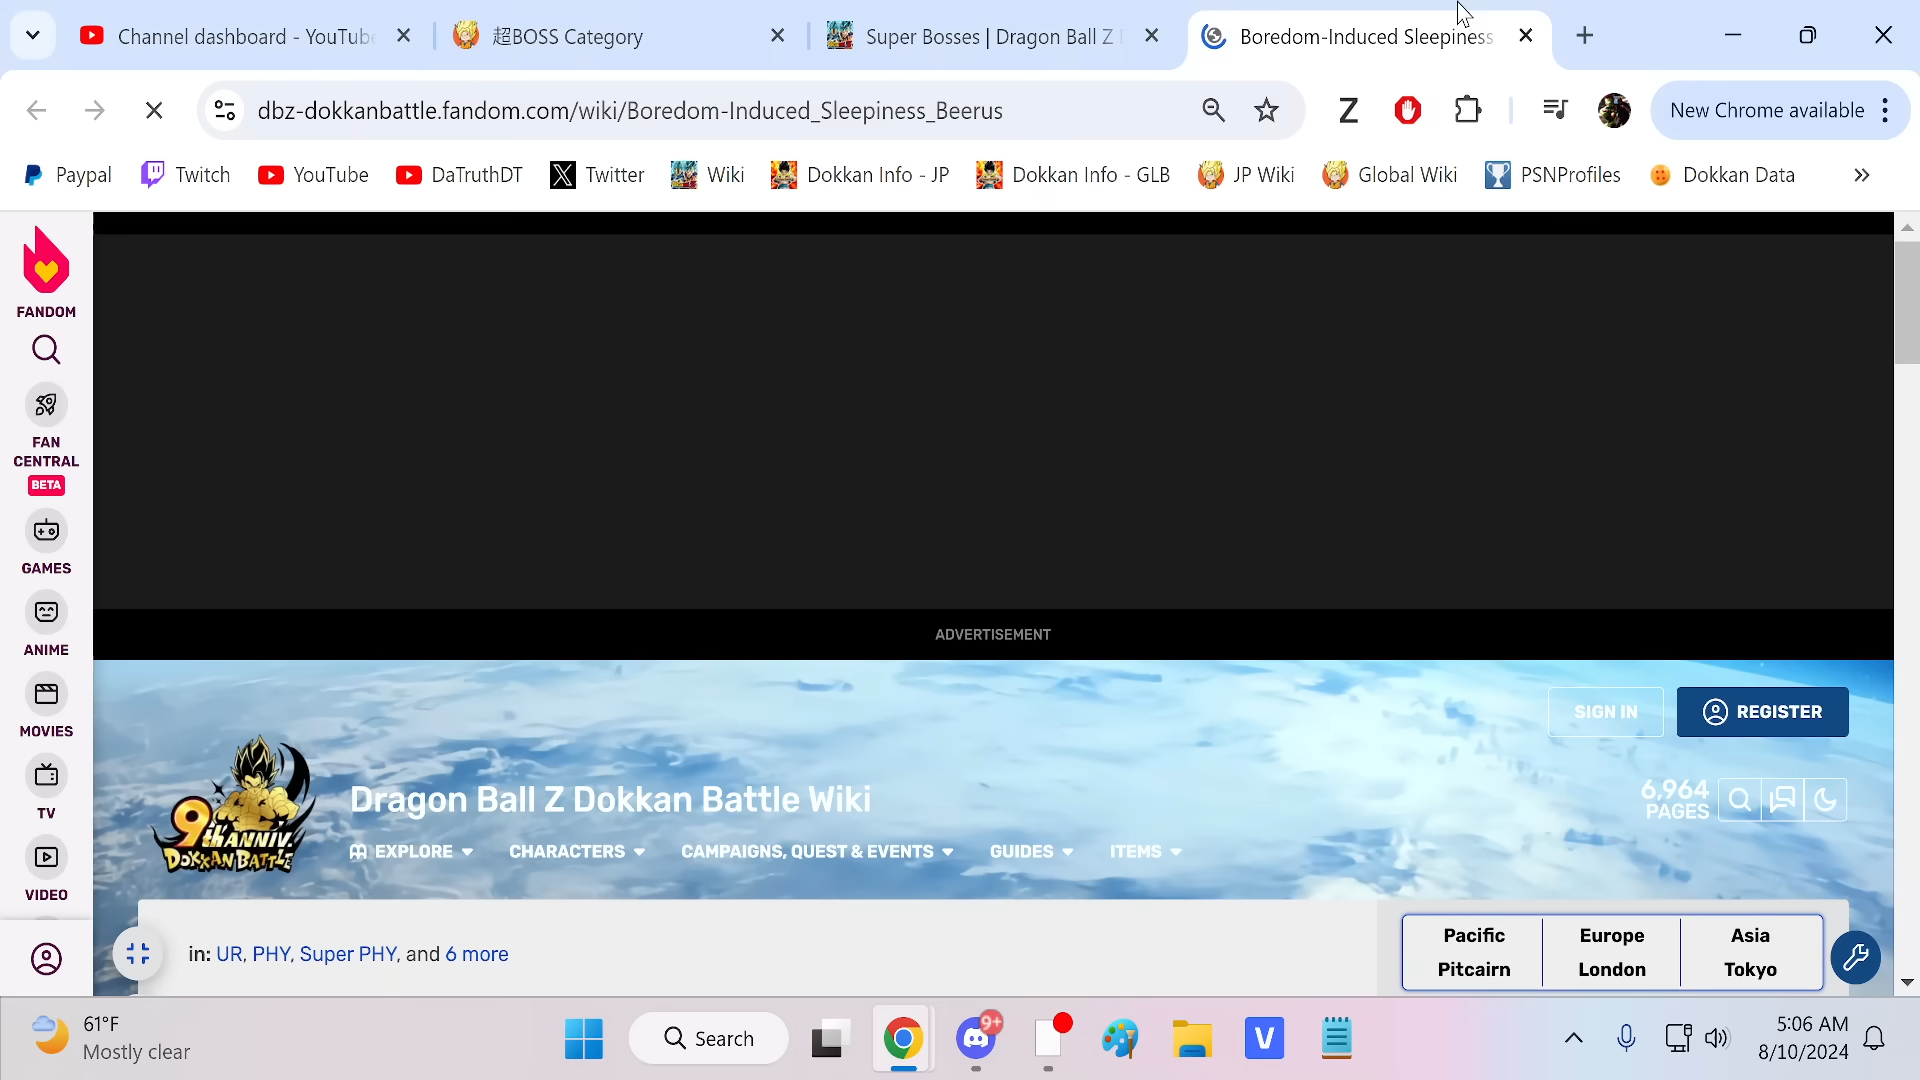 Channel dashboard - YouTube
超BOSS Category
Super Bosses | Dragon Ball Z
Boredom-Induced Sleepiness
dbz-dokkanbattle.fandom.com/wiki/Boredom-Induced_Sleepiness_Beerus
Z
New Chrome available
Paypal
Twitch
YouTube
DaTruthDT
Twitter
Wiki
Dokkan Info - JP
Dokkan Info - GLB
JP Wiki
Global Wiki
PSNProfiles
Dokkan Data
FANDOM
FAN
CENTRAL
BETA
GAMES
ANIME
MOVIES
TV
VIDEO
ADVERTISEMENT
SIGN IN
REGISTER
9thANNIV.
DOKKAN BATTLE
Dragon Ball Z Dokkan Battle Wiki
6,964
PAGES
EXPLORE
CHARACTERS
CAMPAIGNS, QUEST & EVENTS
GUIDES
ITEMS
in: UR, PHY, Super PHY, and 6 more
Pacific
Pitcairn
Europe
London
Asia
Tokyo
61°F
Mostly clear
Search
9+
V
5:06 AM
8/10/2024